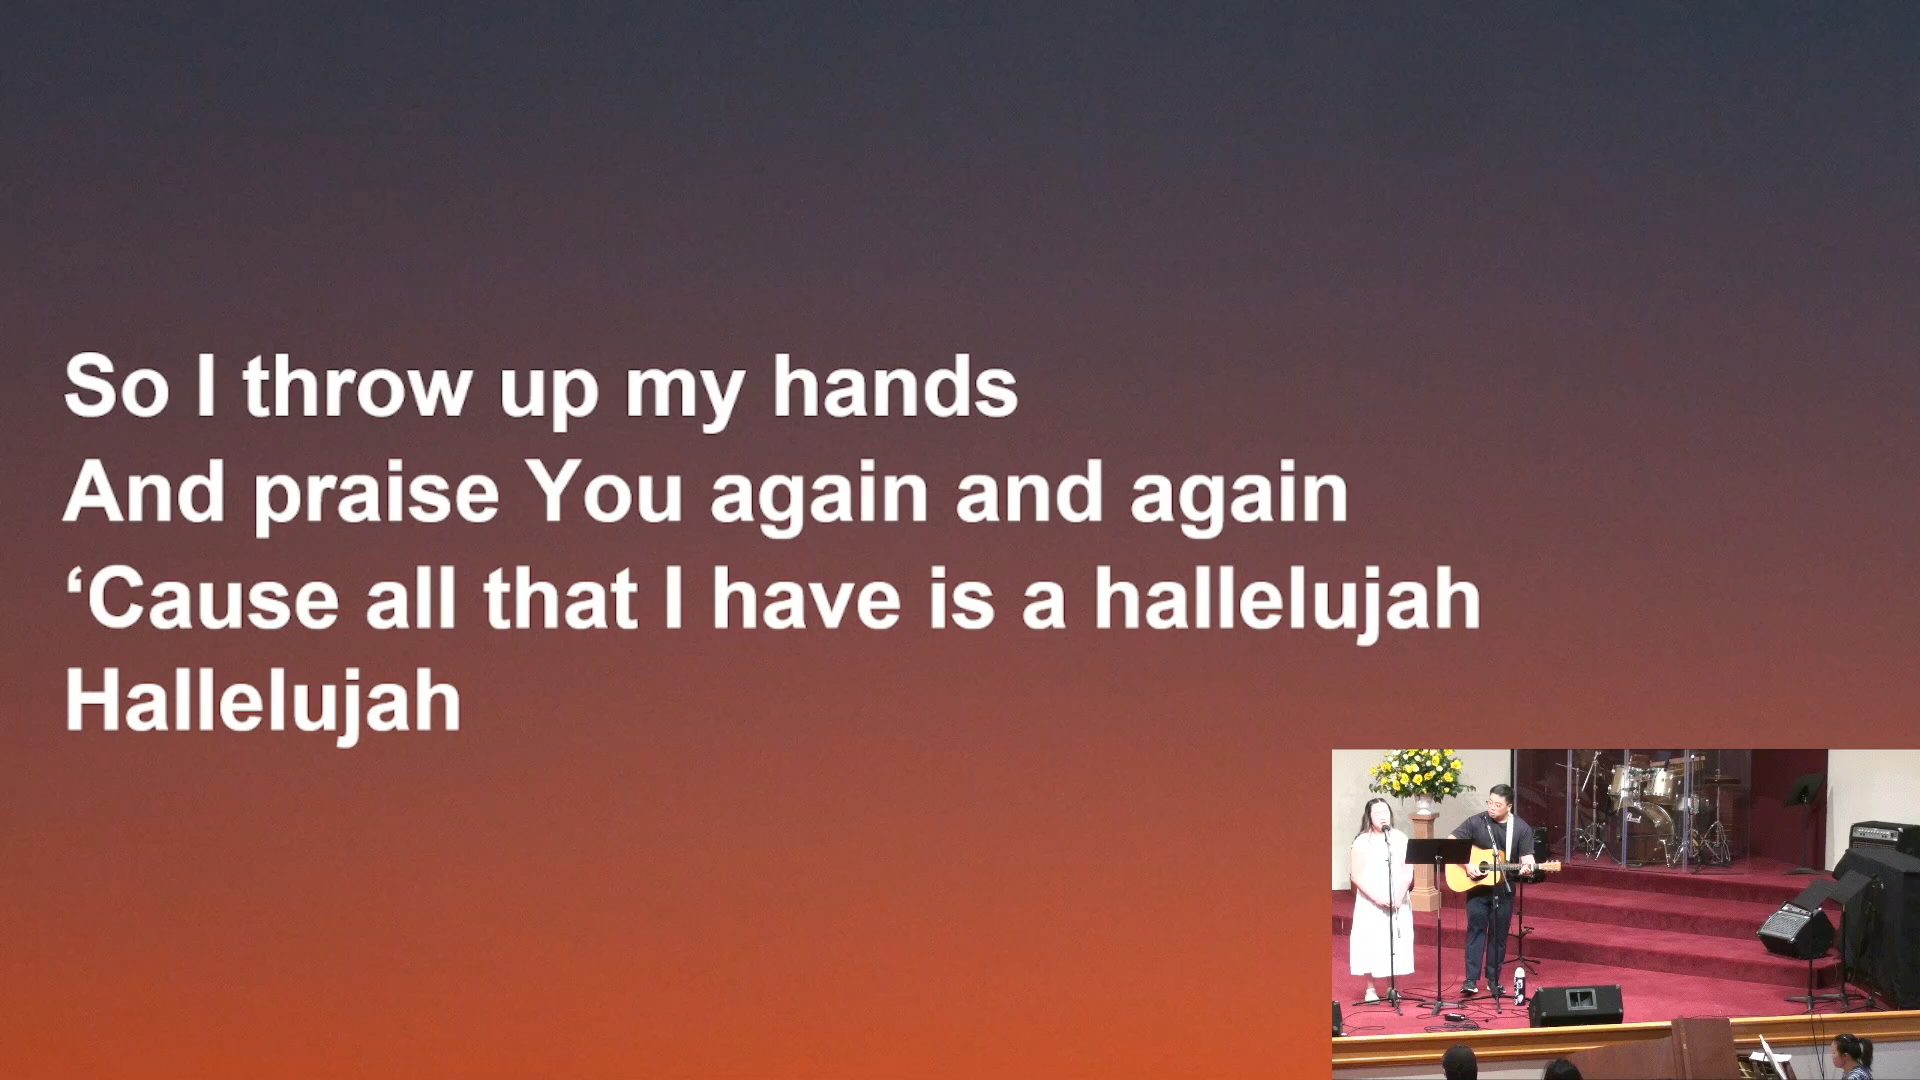 So I throw up my hands
And praise You again and again
‘Cause all that I have is a hallelujah
Hallelujah